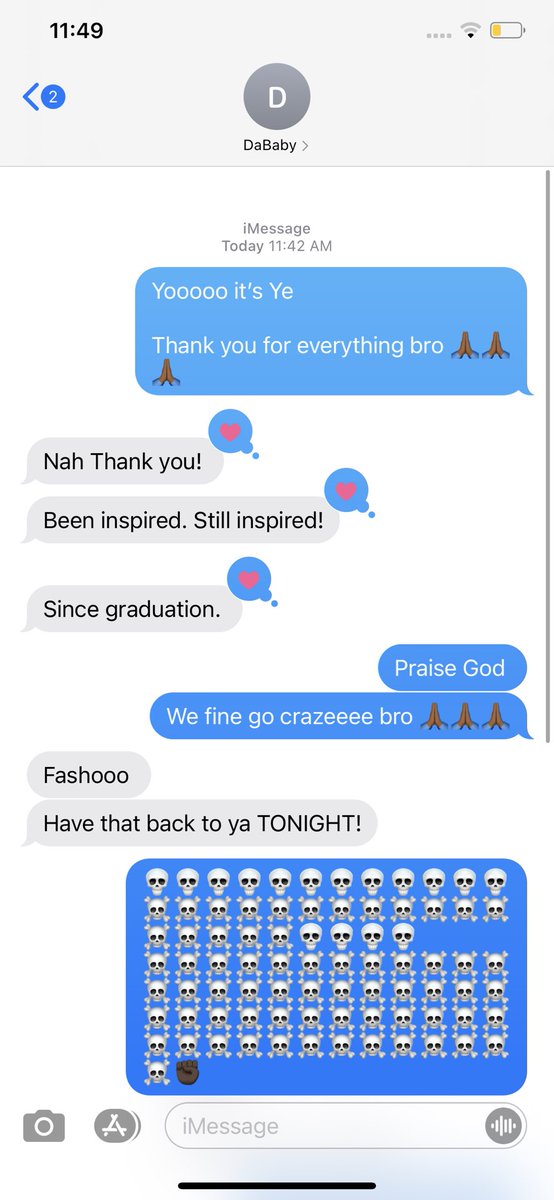 11:49
2
D
DaBaby
iMessage
Today 11:42 AM
Yooooo it's Ye
Thank you for everything bro 🙏🏾🙏🏾
🙏🏾
Nah Thank you!
Been inspired. Still inspired!
Since graduation.
Praise God
We fine go crazeeee bro 🙏🏾🙏🏾🙏🏾
Fashooo
Have that back to ya TONIGHT!
💀💀💀💀💀💀💀💀💀💀💀💀
☠️☠️☠️☠️☠️☠️☠️☠️☠️☠️☠️☠️
☠️☠️☠️☠️☠️💀💀💀💀
☠️☠️☠️☠️☠️☠️☠️☠️☠️☠️☠️☠️
☠️☠️☠️☠️☠️☠️☠️☠️☠️☠️☠️☠️
☠️☠️☠️☠️☠️☠️☠️☠️☠️☠️☠️☠️
☠️☠️☠️☠️☠️☠️☠️☠️☠️☠️☠️☠️
☠️✊🏿
iMessage